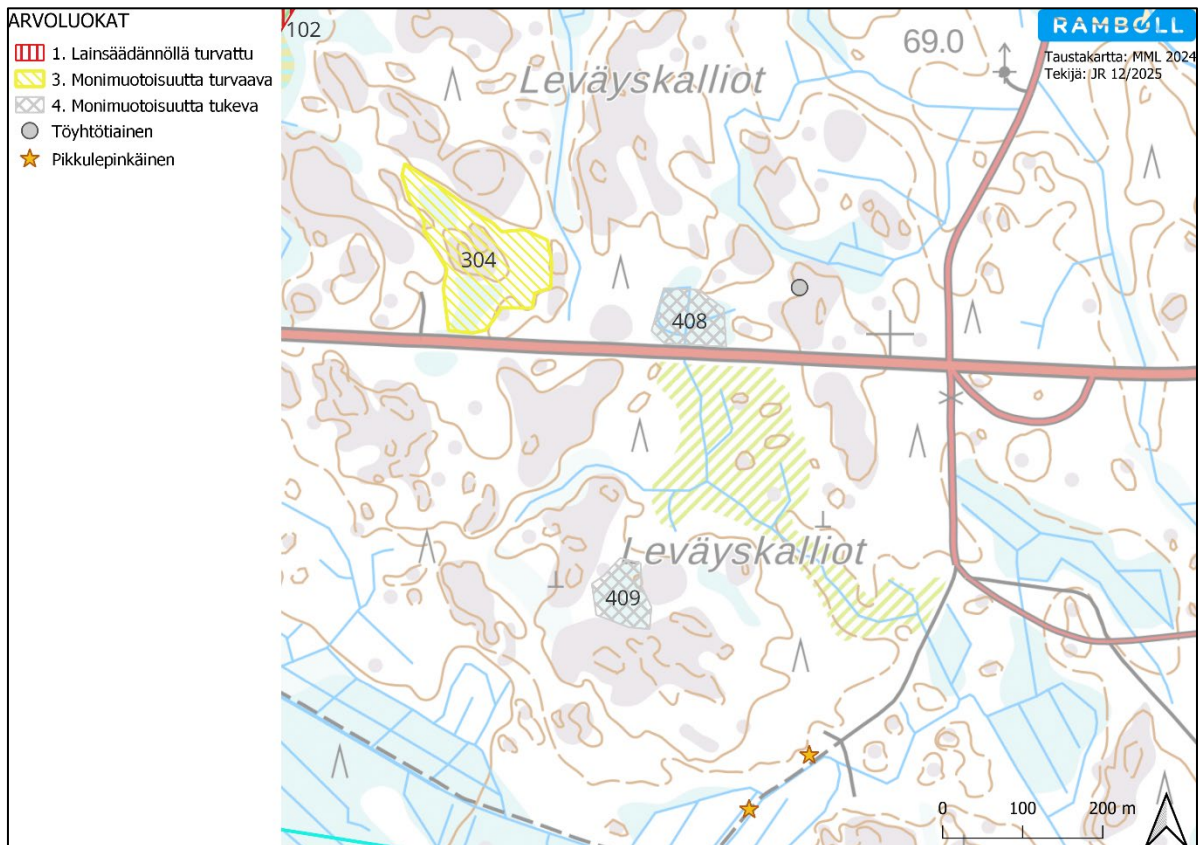 ARVOLUOKAT
1. Lainsäädännöllä turvattu
3. Monimuotoisuutta turvaava
4. Monimuotoisuutta tukeva
Töyhtötiainen
Pikkulepinkäinen
102
Leväyskalliot
69.0
RAMBOLL
Taustakartta: MML 2024
Tekijä: JR 12/2025
304
408
Leväyskalliot
409
0 100 200 m